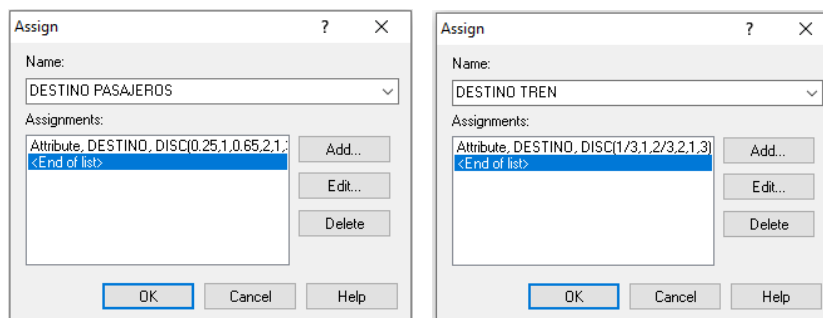 Assign ? X
Name:
DESTINO PASAJEROS
Assignments:
Attribute, DESTINO, DISC(0.25,1,0.65,2,1,
<End of list>
Add...
Edit...
Delete
OK Cancel Help
Assign ? X
Name:
DESTINO TREN
Assignments:
Attribute, DESTINO, DISC(1/3,1,2/3,2,1,3)
<End of list>
Add...
Edit...
Delete
OK Cancel Help